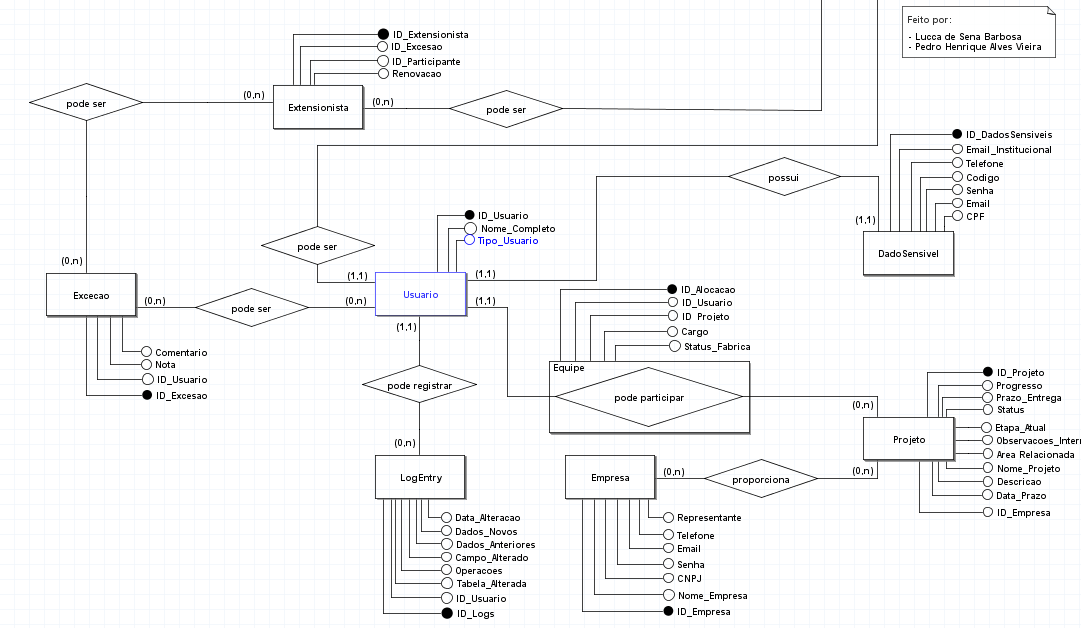 Feito por:
- Lucca de Sena Barbosa
- Pedro Henrique Alves Vieira
ID_Extensionista
ID_Excesao
ID_Participante
Renovacao
pode ser
(0,n)
Extensionista
(0,n)
pode ser
ID_DadosSensiveis
Email_Institucional
Telefone
Codigo
Senha
Email
CPF
possui
(1,1)
DadoSensivel
ID_Usuario
Nome_Completo
Tipo_Usuario
pode ser
(1,1)
(1,1)
(0,n)
Excecao
(0,n)
pode ser
(0,n)
Usuario
(1,1)
(1,1)
Comentario
Nota
ID_Usuario
ID_Excesao
pode registrar
(0,n)
LogEntry
ID_Alocacao
ID_Usuario
ID_Projeto
Cargo
Status_Fabrica
Equipe
pode participar
(0,n)
ID_Projeto
Progresso
Prazo_Entrega
Status
Projeto
Etapa_Atual
Observacoes_Inter
Area Relacionada
Nome_Projeto
Descricao
Data_Prazo
ID_Empresa
Empresa
(0,n)
proporciona
(0,n)
Data_Alteracao
Dados_Novos
Dados_Anteriores
Campo_Alterado
Operacoes
Tabela_Alterada
ID_Usuario
ID_Logs
Representante
Telefone
Email
Senha
CNPJ
Nome_Empresa
ID_Empresa